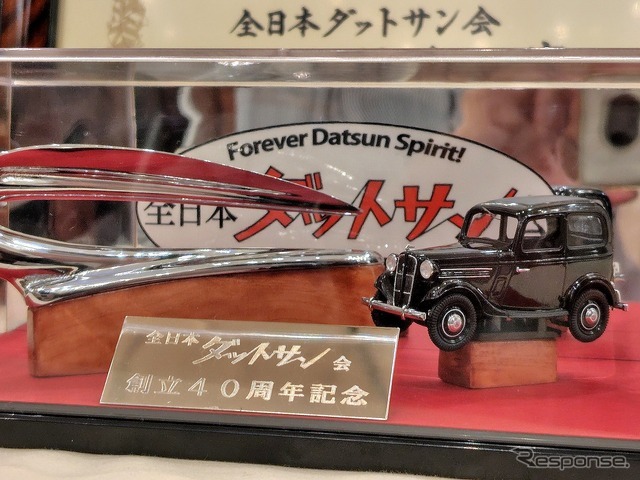 全日本ダットサン会
Forever Datsun Spirit!
全日本 ダットサン
全日本 ダットサン 会
創立40周年記念
Response.